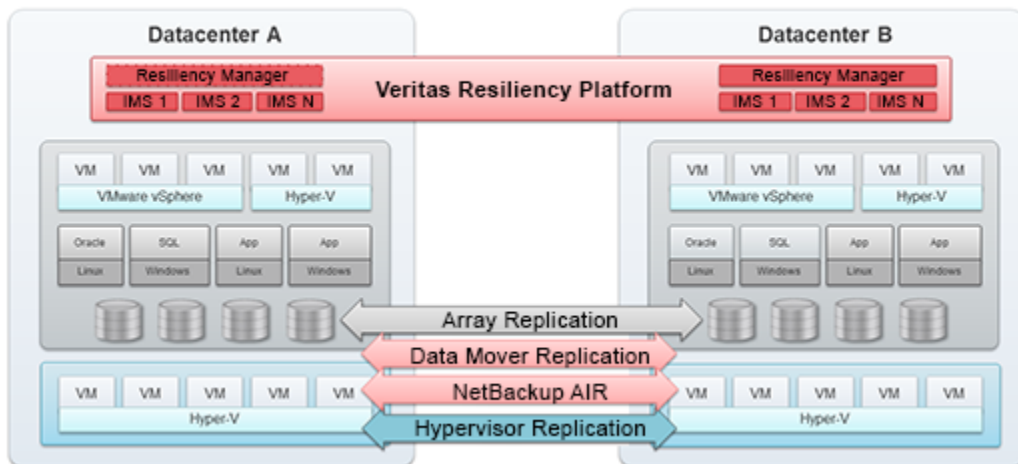 Datacenter A Datacenter B
Resiliency Manager Veritas Resiliency Platform Resiliency Manager
IMS 1 IMS 2 IMS N IMS 1 IMS 2 IMS N
VM VM VM VM VM VM VM VM VM VM
VMware vSphere Hyper-V VMware vSphere Hyper-V
Oracle SQL App App Oracle SQL App App
Linux Windows Linux Windows Linux Windows Linux Windows
Array Replication
Data Mover Replication
VM VM VM VM VM NetBackup AIR VM VM VM VM VM
Hyper-V Hypervisor Replication Hyper-V